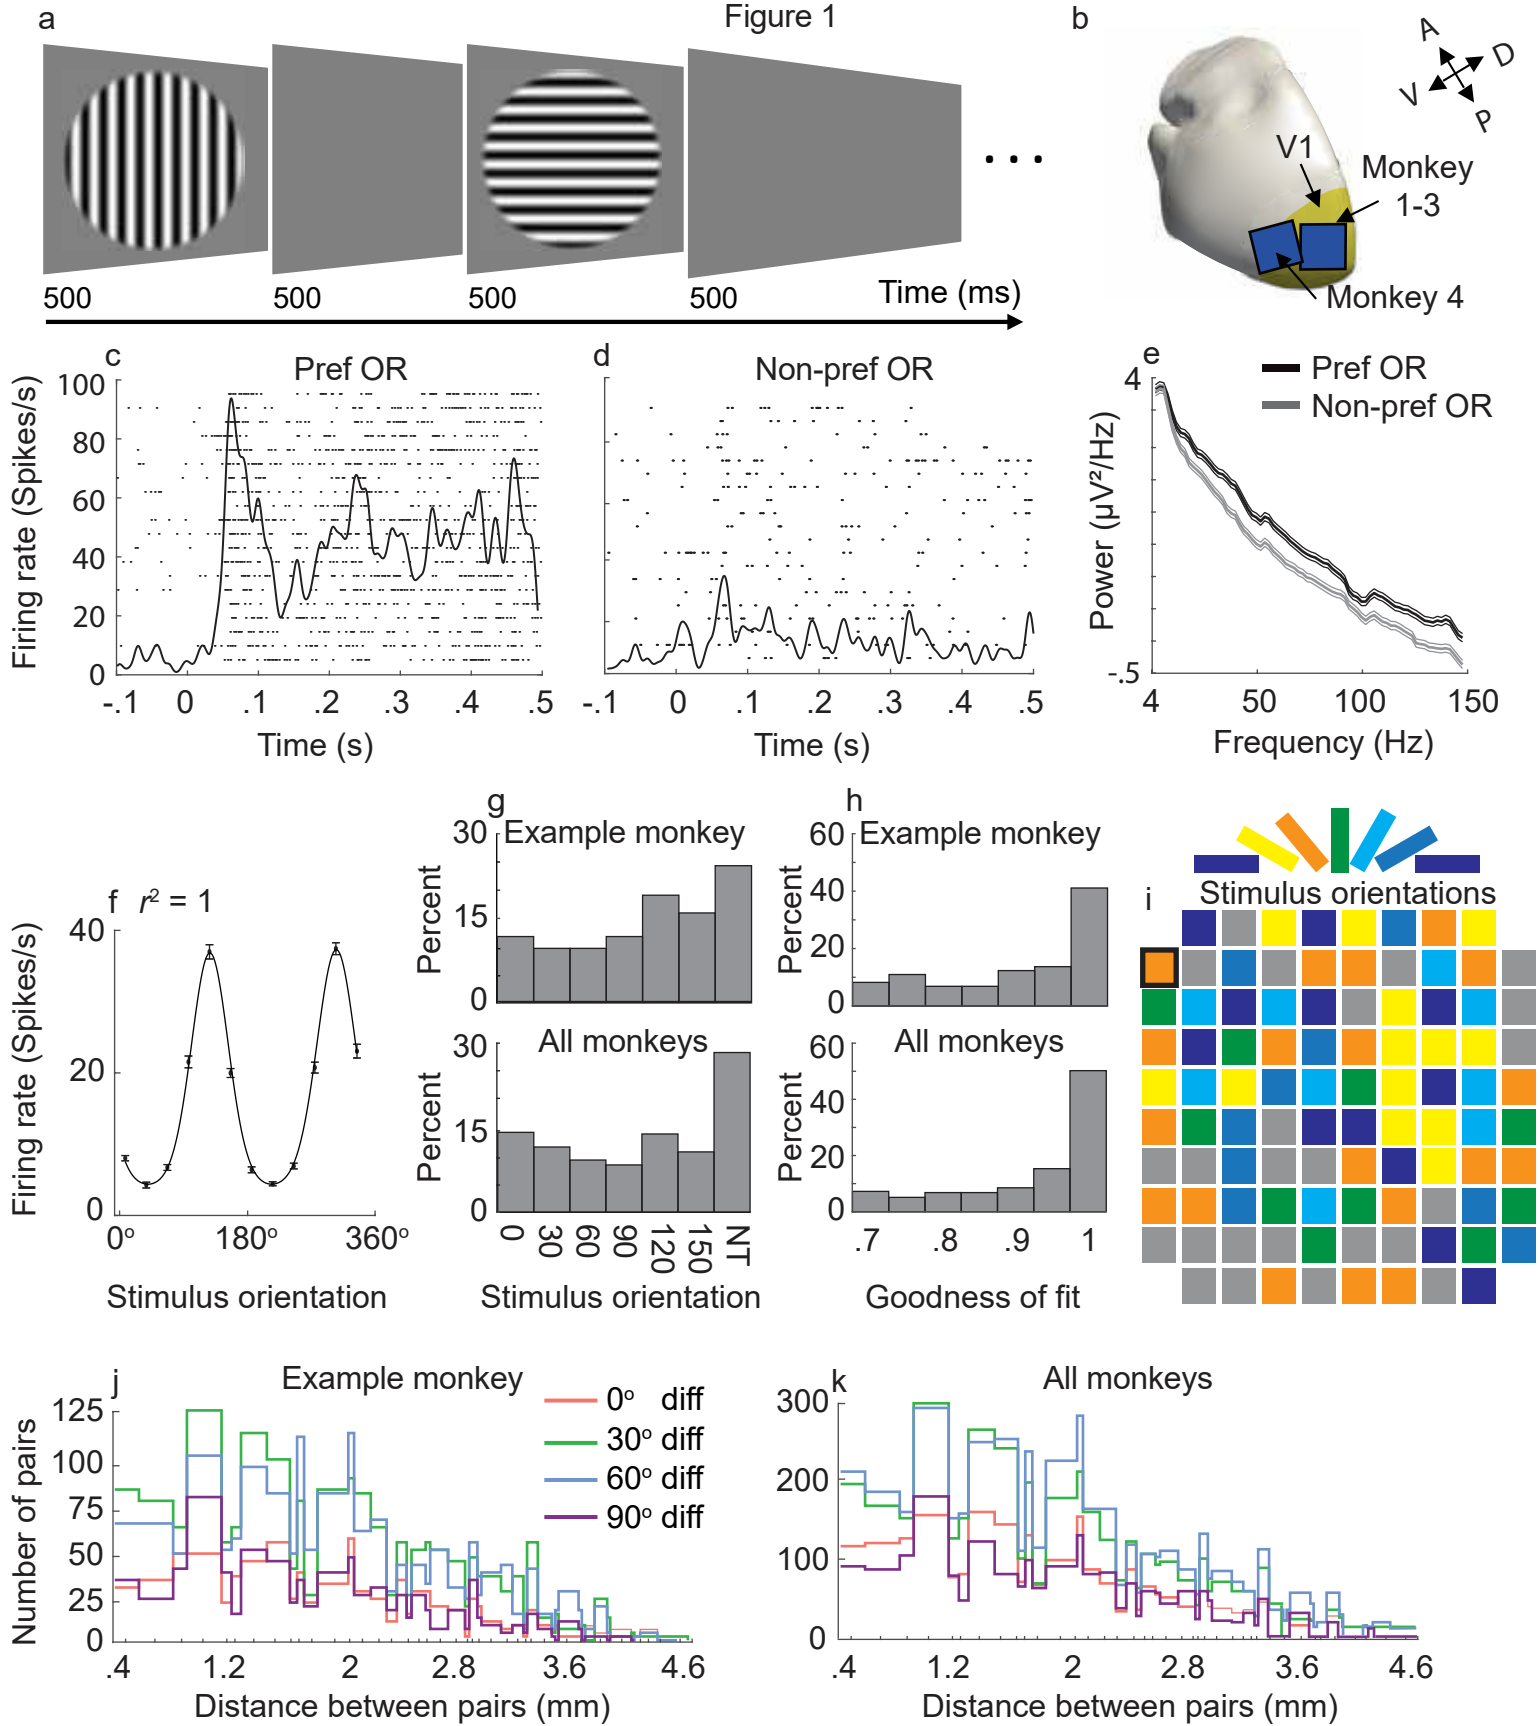 Figure 1
a
500
500
500
500
Time (ms)
b
A
D
V
P
V1
Monkey
1-3
Monkey 4
c
Pref OR
Firing rate (Spikes/s)
100
80
60
40
20
0
-.1
0
.1
.2
.3
.4
.5
Time (s)
d
Non-pref OR
-.1
0
.1
.2
.3
.4
.5
Time (s)
e
Pref OR
Non-pref OR
Power (µV²/Hz)
4
-.5
4
50
100
150
Frequency (Hz)
f
r² = 1
Firing rate (Spikes/s)
40
20
0
0º
180º
360º
Stimulus orientation
g
Example monkey
Percent
30
15
0
All monkeys
Percent
30
15
0
0
30
60
90
120
150
NT
Stimulus orientation
h
Example monkey
Percent
60
40
20
0
All monkeys
Percent
60
40
20
0
.7
.8
.9
1
Goodness of fit
i
Stimulus orientations
j
Example monkey
0º diff
30º diff
60º diff
90º diff
Number of pairs
125
100
75
50
25
0
.4
1.2
2
2.8
3.6
4.6
Distance between pairs (mm)
k
All monkeys
300
200
100
0
.4
1.2
2
2.8
3.6
4.6
Distance between pairs (mm)